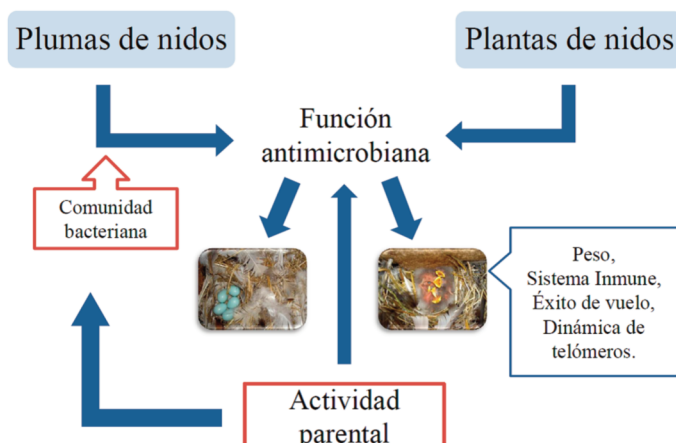 Plumas de nidos
Plantas de nidos
Función
antimicrobiana
Comunidad
bacteriana
Peso,
Sistema Inmune,
Éxito de vuelo,
Dinámica de
telómeros.
Actividad
parental